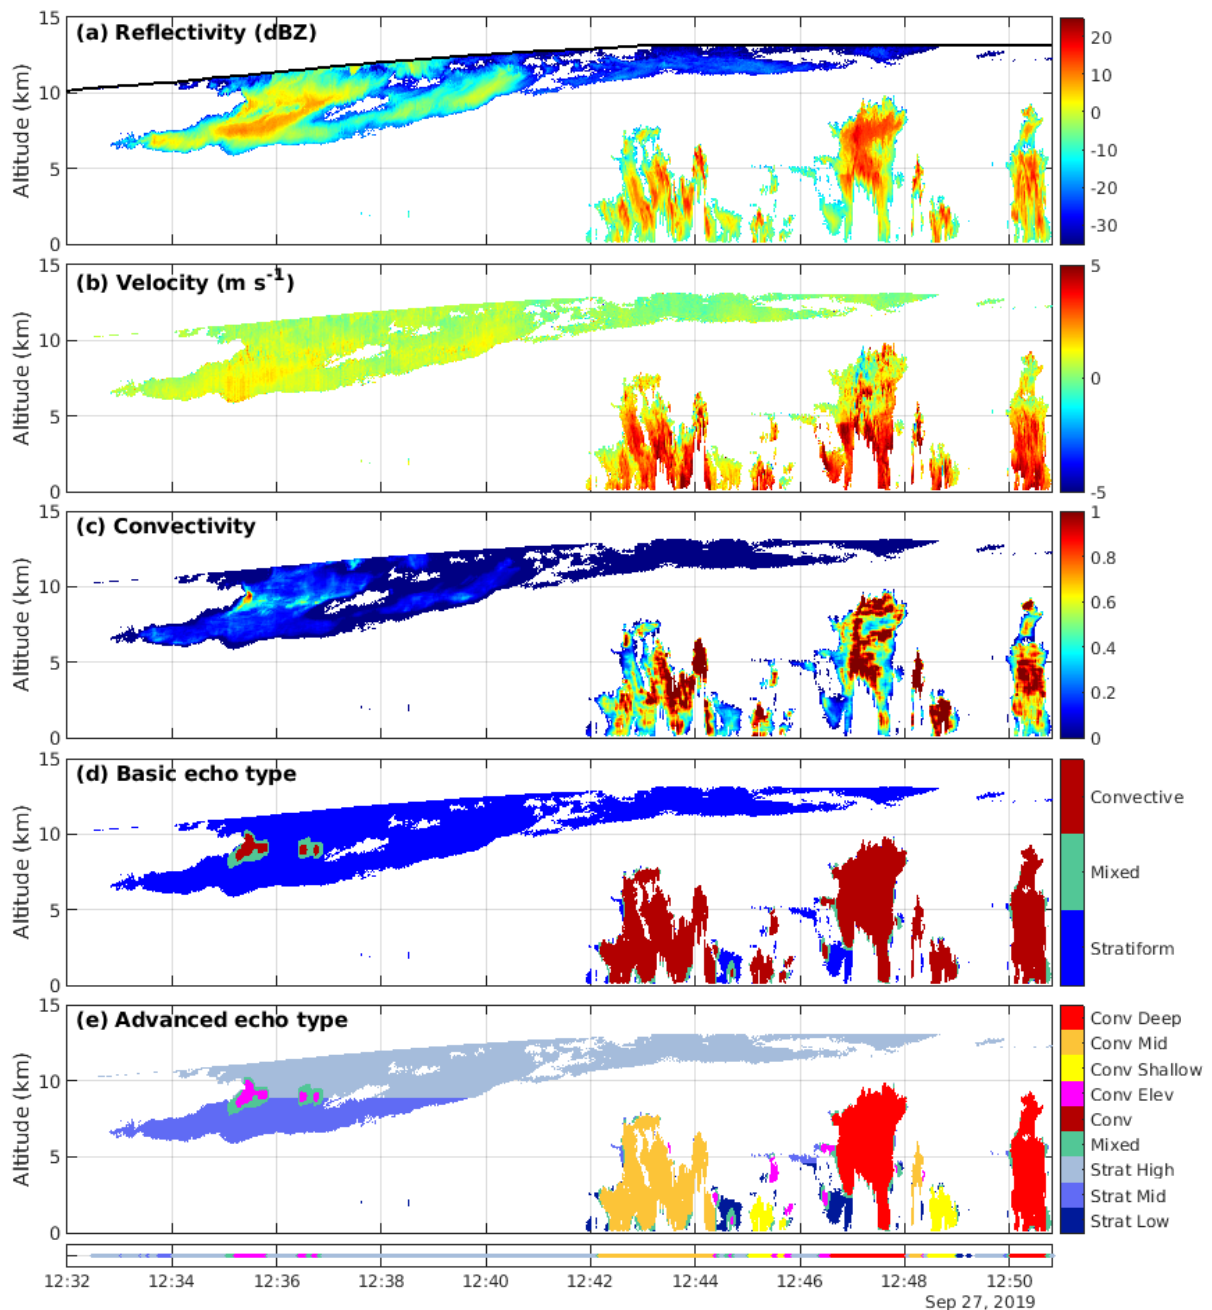 (a) Reflectivity (dBZ)
Altitude (km)
15
10
5
0
20
10
0
-10
-20
-30
(b) Velocity (m s-1)
Altitude (km)
15
10
5
0
5
0
-5
(c) Convectivity
Altitude (km)
15
10
5
0
1
0.8
0.6
0.4
0.2
0
(d) Basic echo type
Altitude (km)
15
10
5
0
Convective
Mixed
Stratiform
(e) Advanced echo type
Altitude (km)
15
10
5
0
Conv Deep
Conv Mid
Conv Shallow
Conv Elev
Conv
Mixed
Strat High
Strat Mid
Strat Low
12:32 12:34 12:36 12:38 12:40 12:42 12:44 12:46 12:48 12:50
Sep 27, 2019